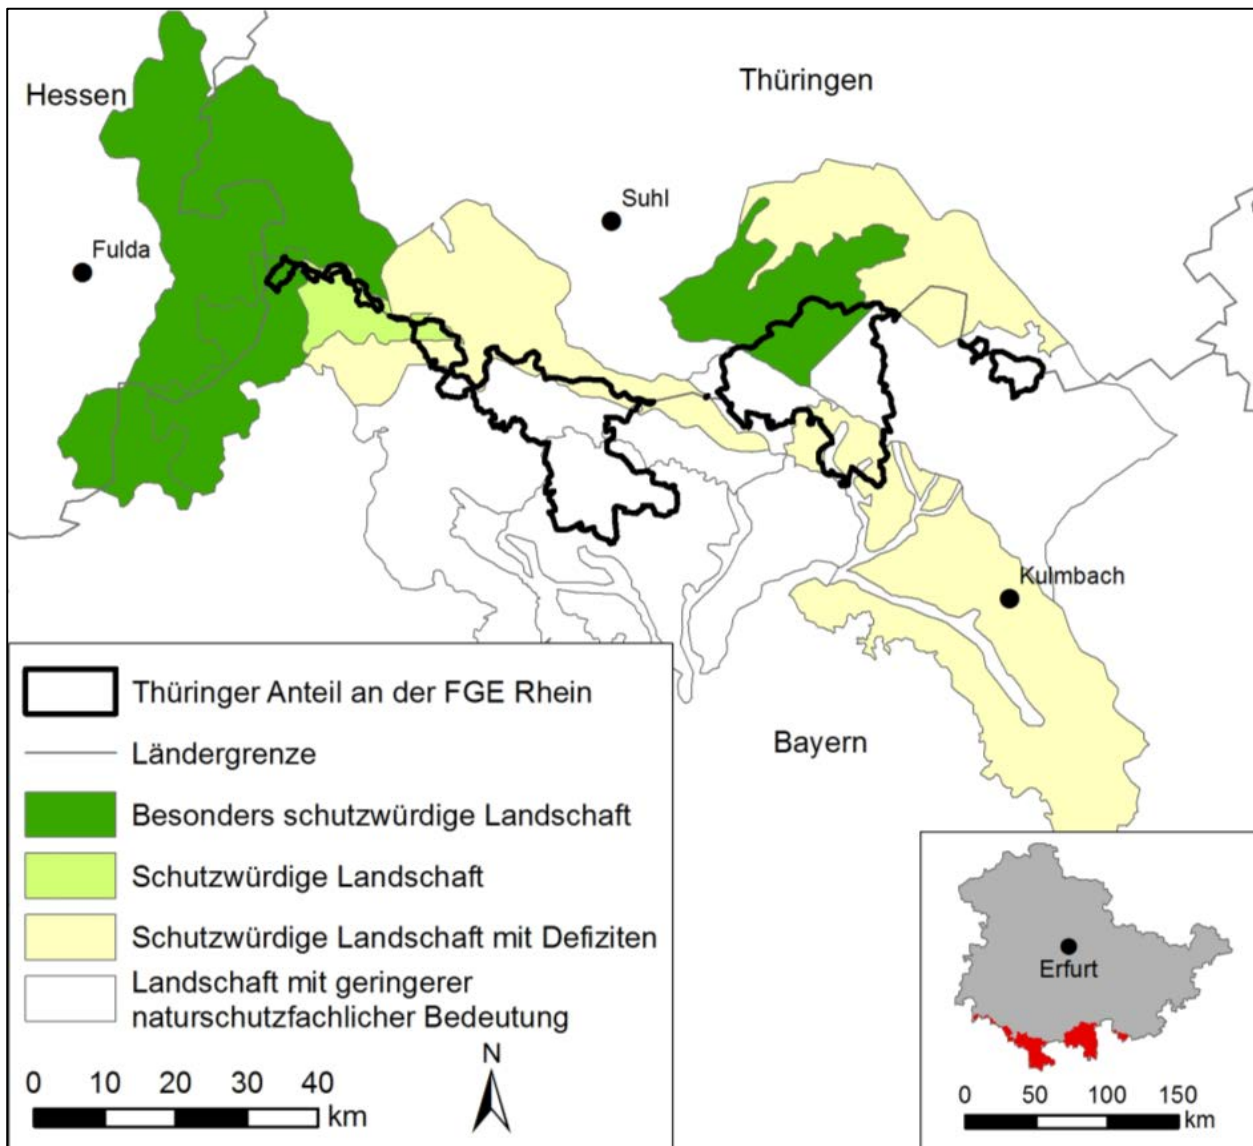 Hessen
Thüringen
Suhl
Fulda
Kulmbach
Bayern
Thüringer Anteil an der FGE Rhein
Ländergrenze
Besonders schutzwürdige Landschaft
Schutzwürdige Landschaft
Schutzwürdige Landschaft mit Defiziten
Landschaft mit geringerer
naturschutzfachlicher Bedeutung
0 10 20 30 40
km
N
Erfurt
0 50 100 150
km